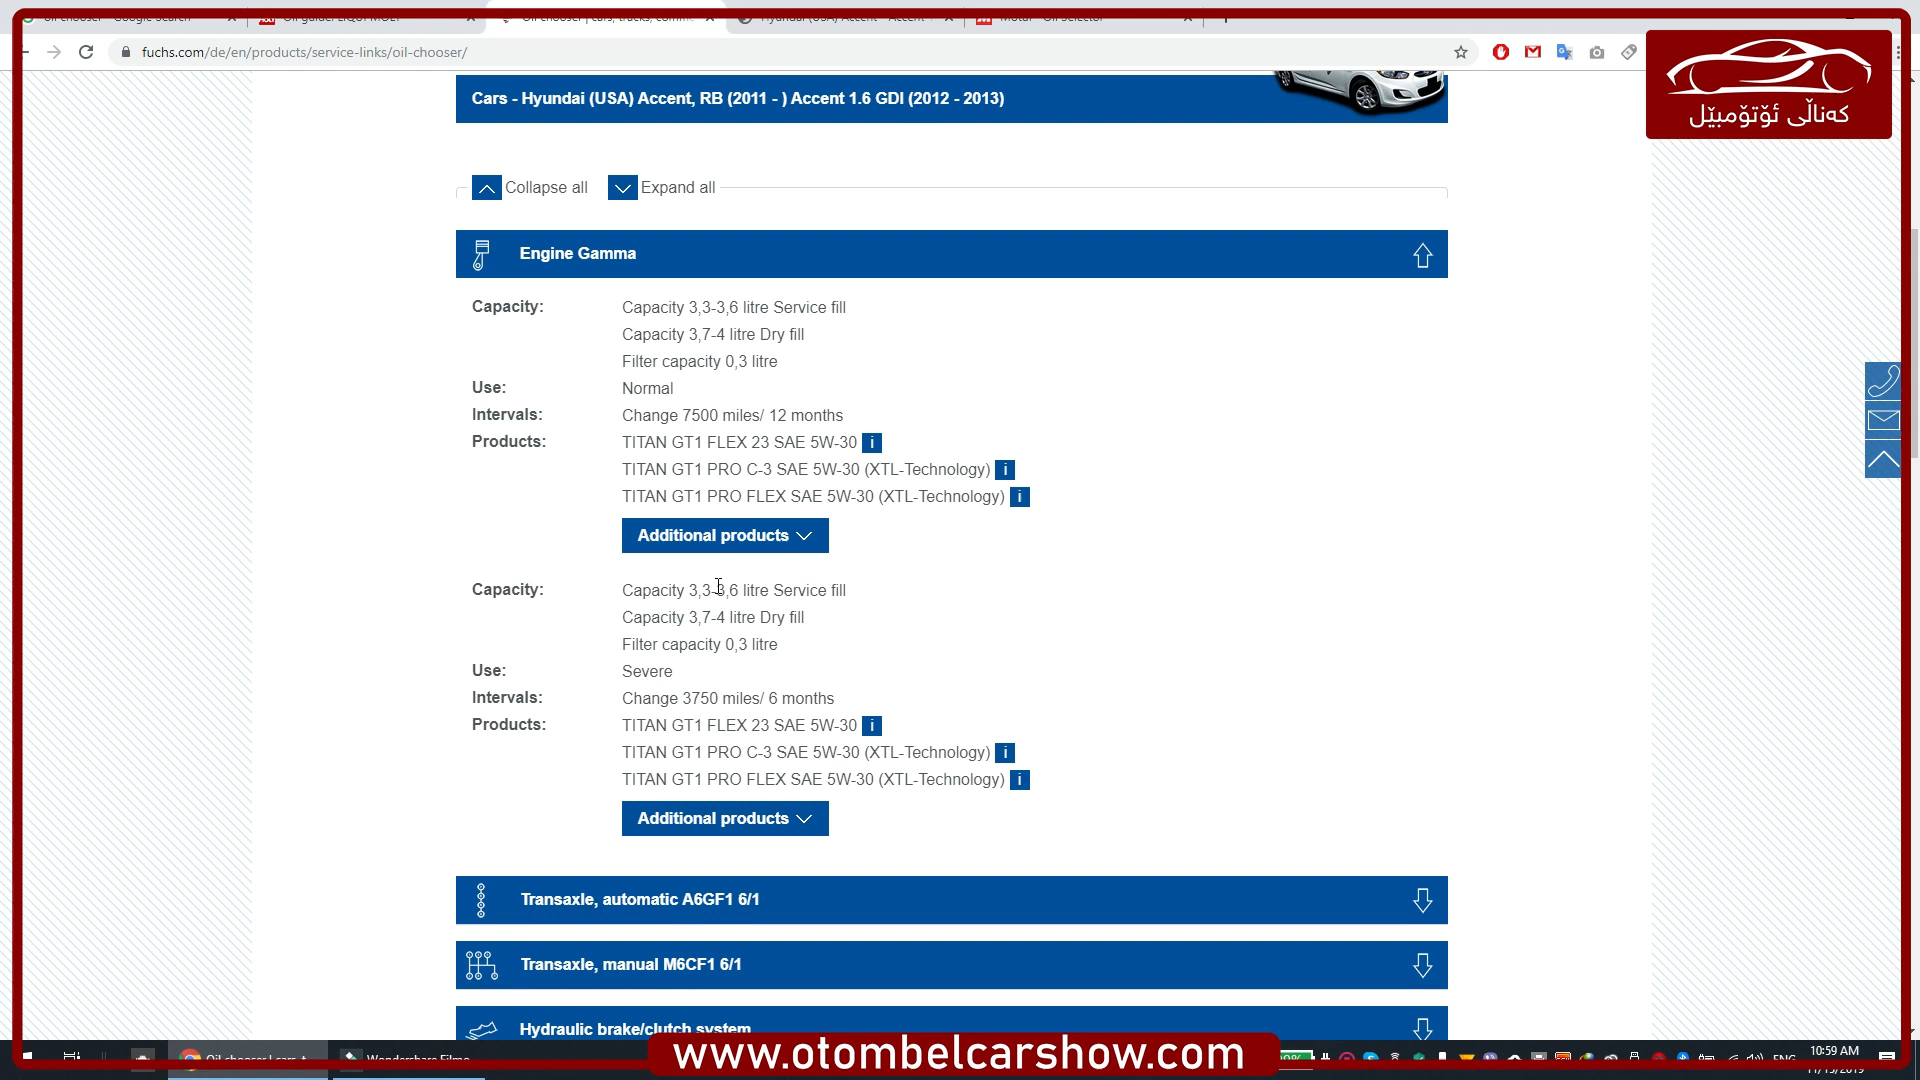 fuchs.com/de/en/products/service-links/oil-chooser/
کەناڵی ئۆتۆمبێل
Cars - Hyundai (USA) Accent, RB (2011 - ) Accent 1.6 GDI (2012 - 2013)
Collapse all
Expand all
Engine Gamma
Capacity: Capacity 3,3-3,6 litre Service fill
Capacity 3,7-4 litre Dry fill
Filter capacity 0,3 litre
Use: Normal
Intervals: Change 7500 miles/ 12 months
Products: TITAN GT1 FLEX 23 SAE 5W-30 i
TITAN GT1 PRO C-3 SAE 5W-30 (XTL-Technology) i
TITAN GT1 PRO FLEX SAE 5W-30 (XTL-Technology) i
Additional products
Capacity: Capacity 3,3-3,6 litre Service fill
Capacity 3,7-4 litre Dry fill
Filter capacity 0,3 litre
Use: Severe
Intervals: Change 3750 miles/ 6 months
Products: TITAN GT1 FLEX 23 SAE 5W-30 i
TITAN GT1 PRO C-3 SAE 5W-30 (XTL-Technology) i
TITAN GT1 PRO FLEX SAE 5W-30 (XTL-Technology) i
Additional products
Transaxle, automatic A6GF1 6/1
Transaxle, manual M6CF1 6/1
Hydraulic brake/clutch system
www.otombelcarshow.com
10:59 AM